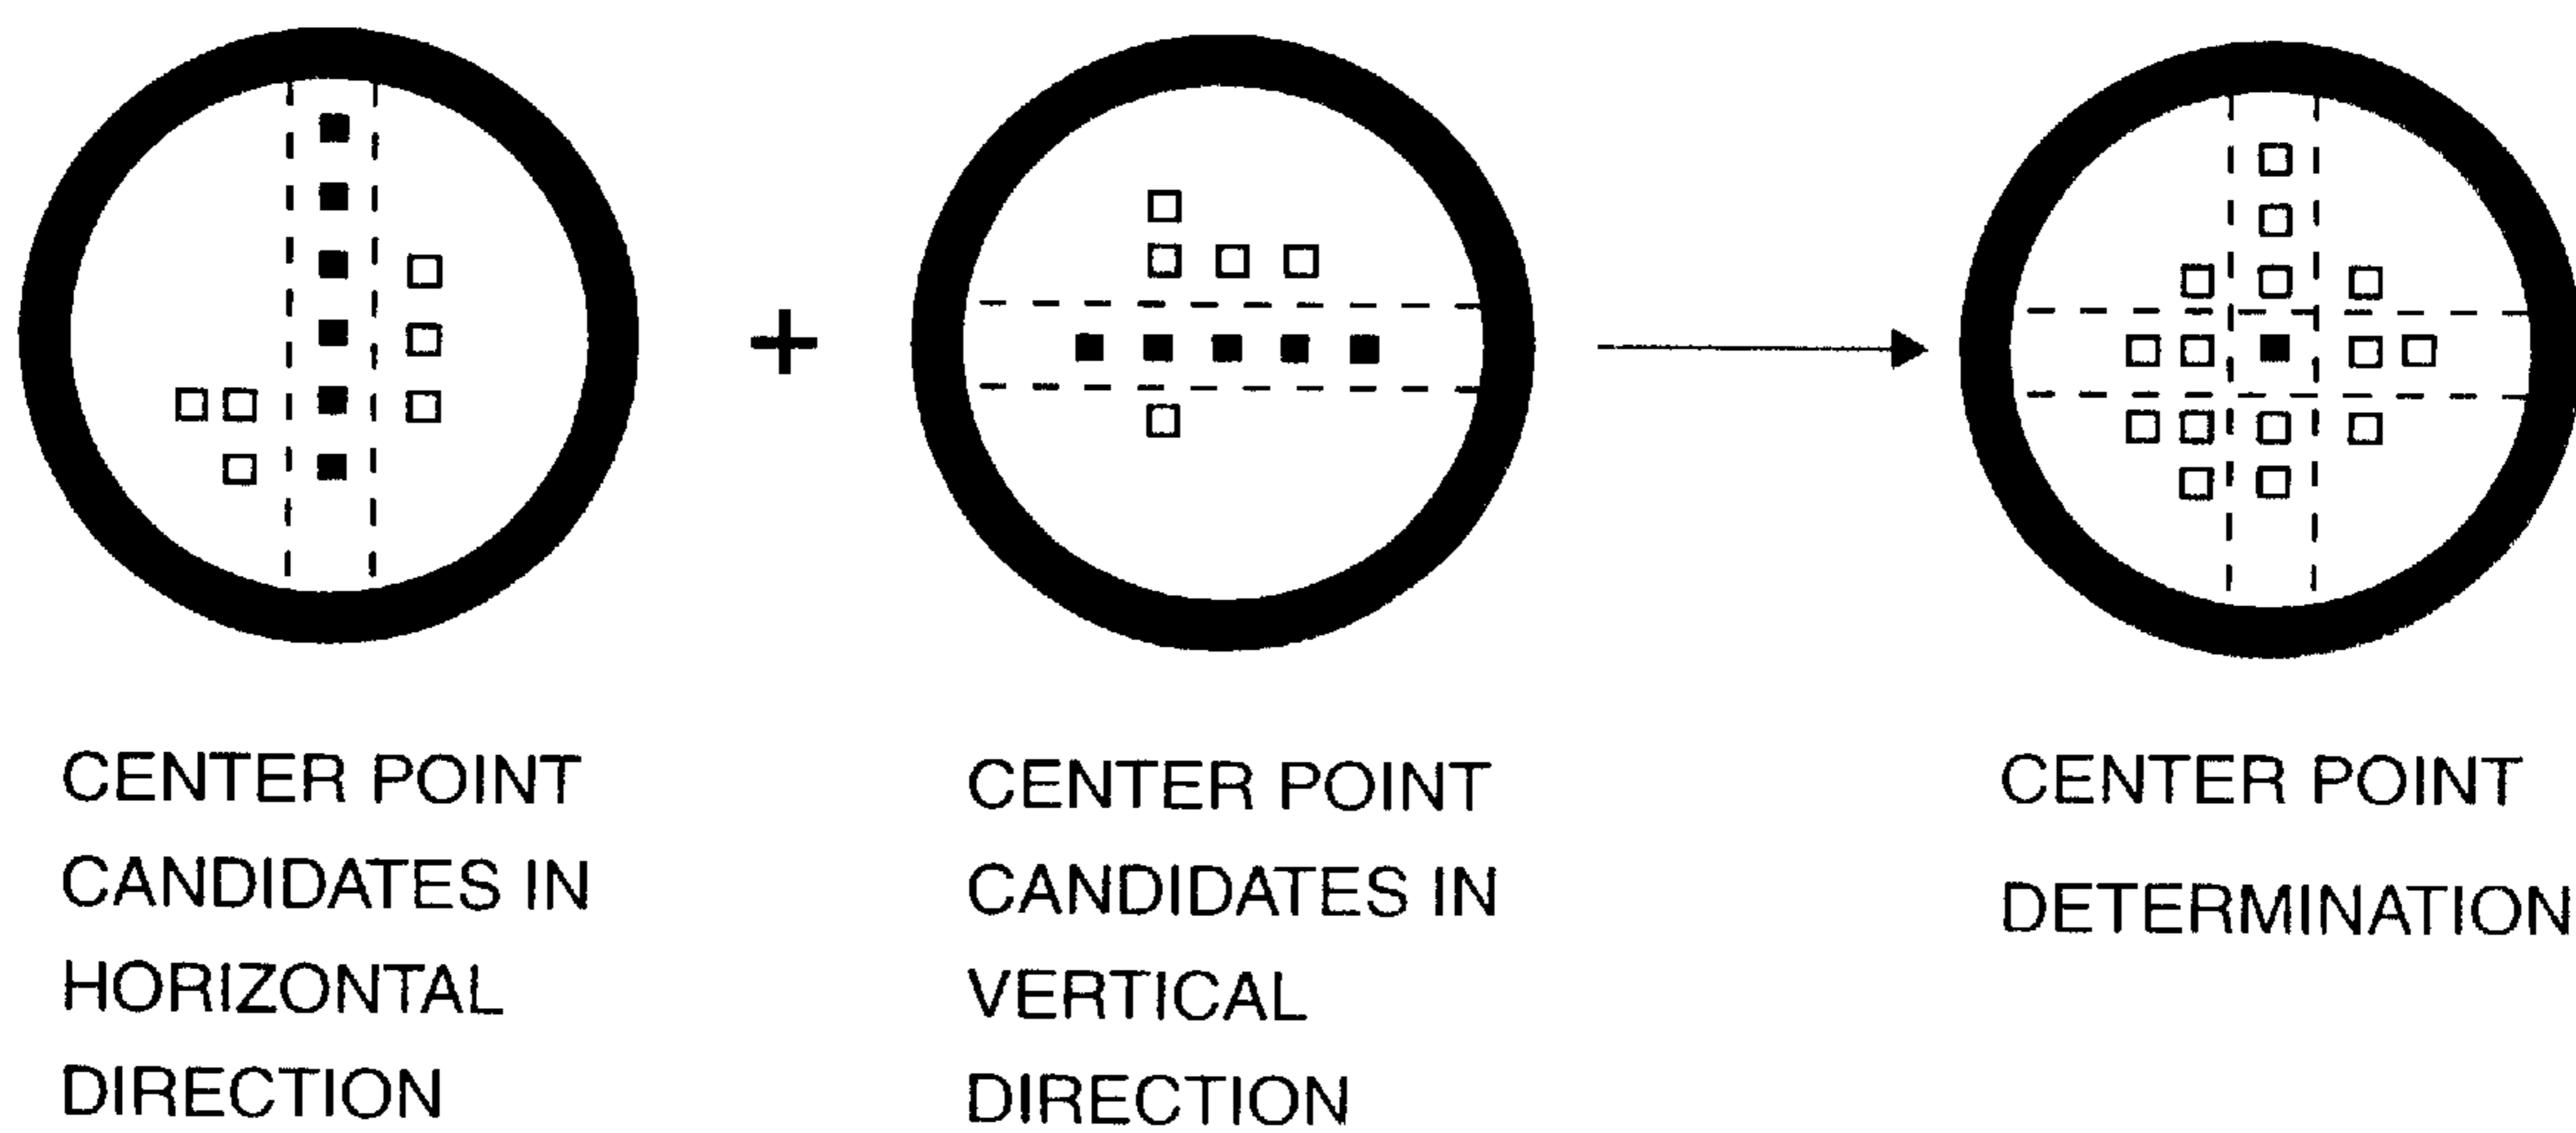 CENTER POINT
CANDIDATES IN
HORIZONTAL
DIRECTION
CENTER POINT
CANDIDATES IN
VERTICAL
DIRECTION
CENTER POINT
DETERMINATION